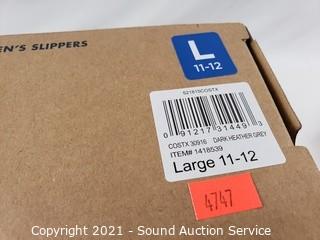 EN'S SLIPPERS
L
11-12
621815COSTX
0 91217 31449 3
COSTX 30916 DARK HEATHER GREY
ITEM# 1418539
Large 11-12
4747
Copyright 2021 - Sound Auction Service